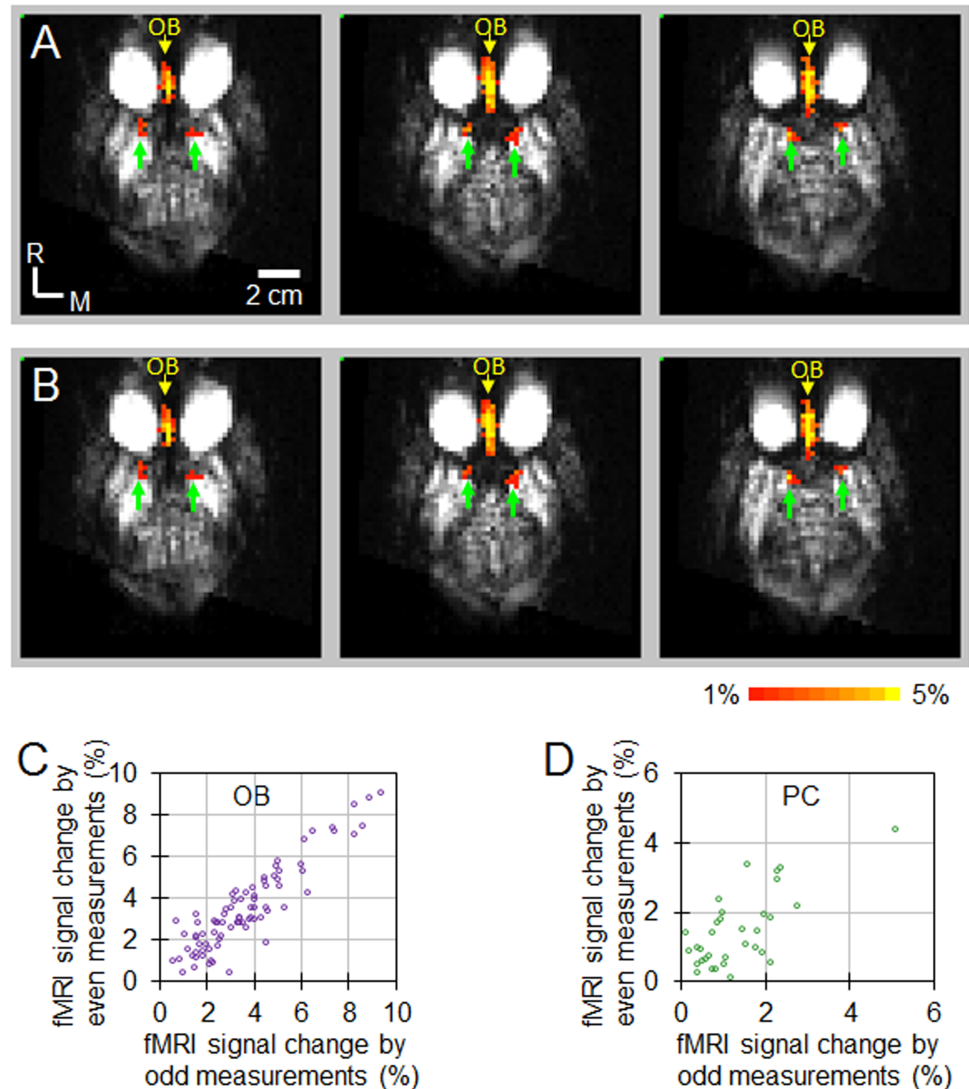 A
OB
OB
OB
R
M
2 cm
B
OB
OB
OB
1% 5%
C
fMRI signal change by
even measurements (%)
10
8
6
4
2
0
OB
0 2 4 6 8 10
fMRI signal change by
odd measurements (%)
D
fMRI signal change by
even measurements (%)
6
4
2
0
PC
0 2 4 6
fMRI signal change by
odd measurements (%)